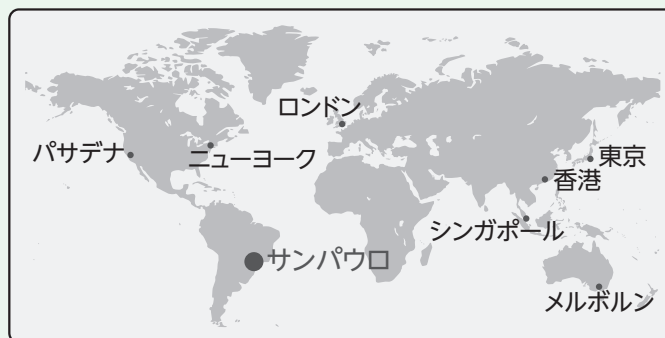 ロンドン
パサデナ
ニューヨーク
東京
香港
シンガポール
サンパウロ
メルボルン